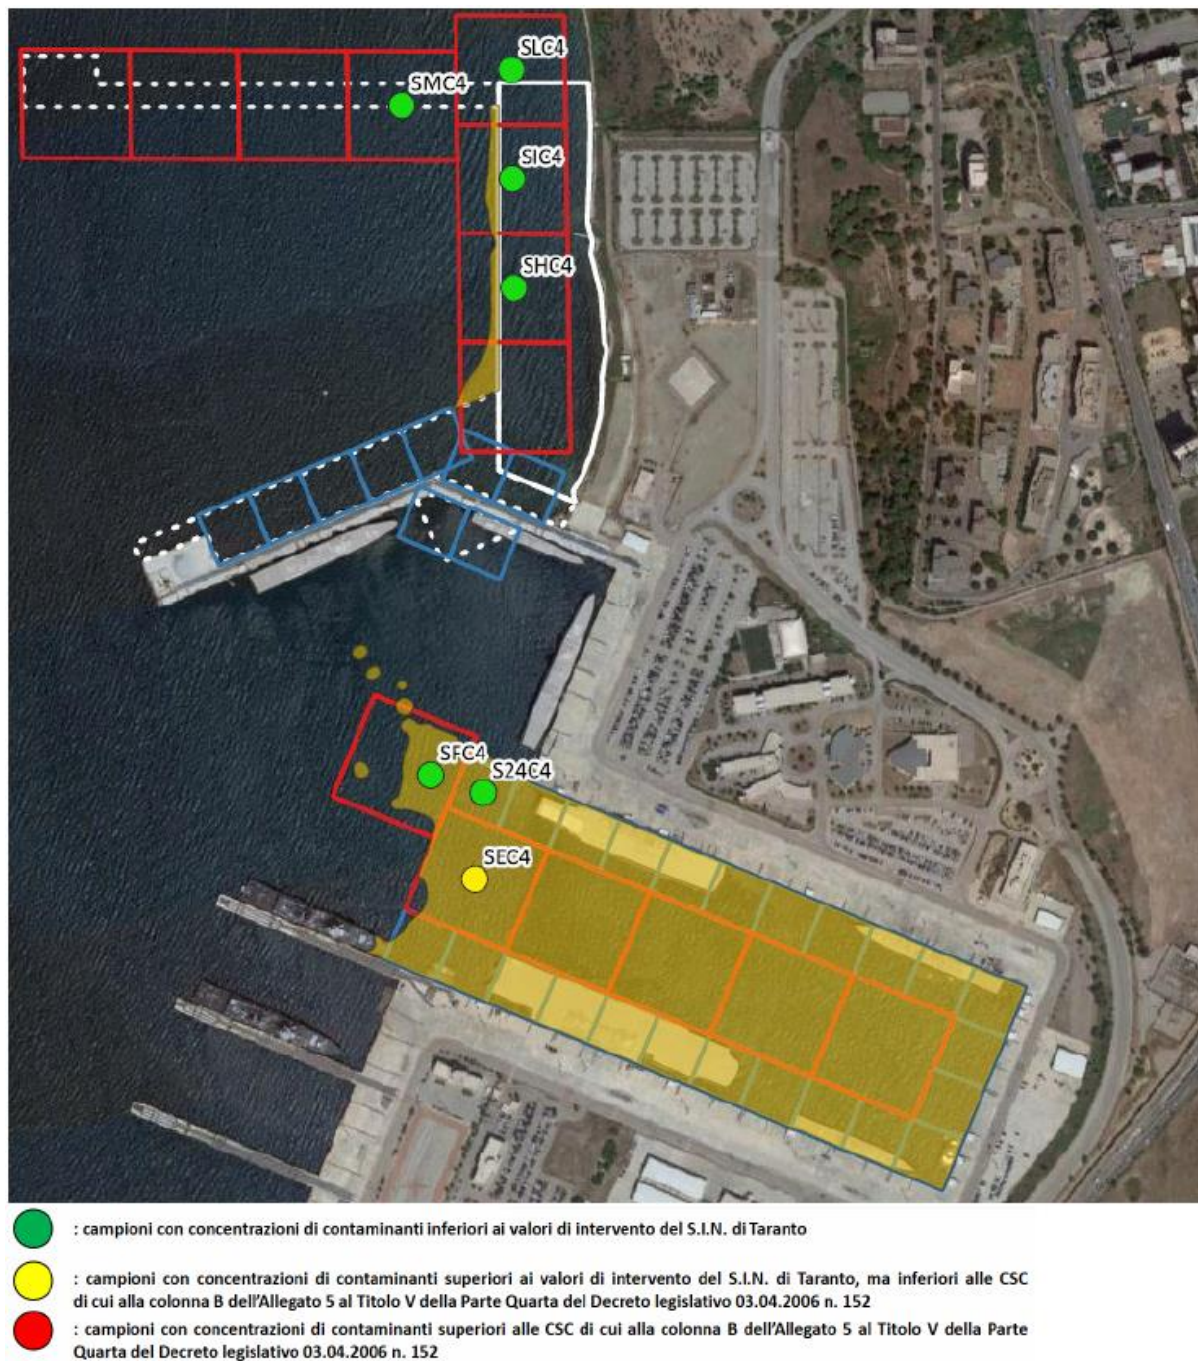 SLC4
SMC4
SIC4
SHC4
SFC4
S24C4
SEC4
: campioni con concentrazioni di contaminanti inferiori ai valori di intervento del S.I.N. di Taranto
: campioni con concentrazioni di contaminanti superiori ai valori di intervento del S.I.N. di Taranto, ma inferiori alle CSC
di cui alla colonna B dell'Allegato 5 al Titolo V della Parte Quarta del Decreto legislativo 03.04.2006 n. 152
: campioni con concentrazioni di contaminanti superiori alle CSC di cui alla colonna B dell'Allegato 5 al Titolo V della Parte
Quarta del Decreto legislativo 03.04.2006 n. 152